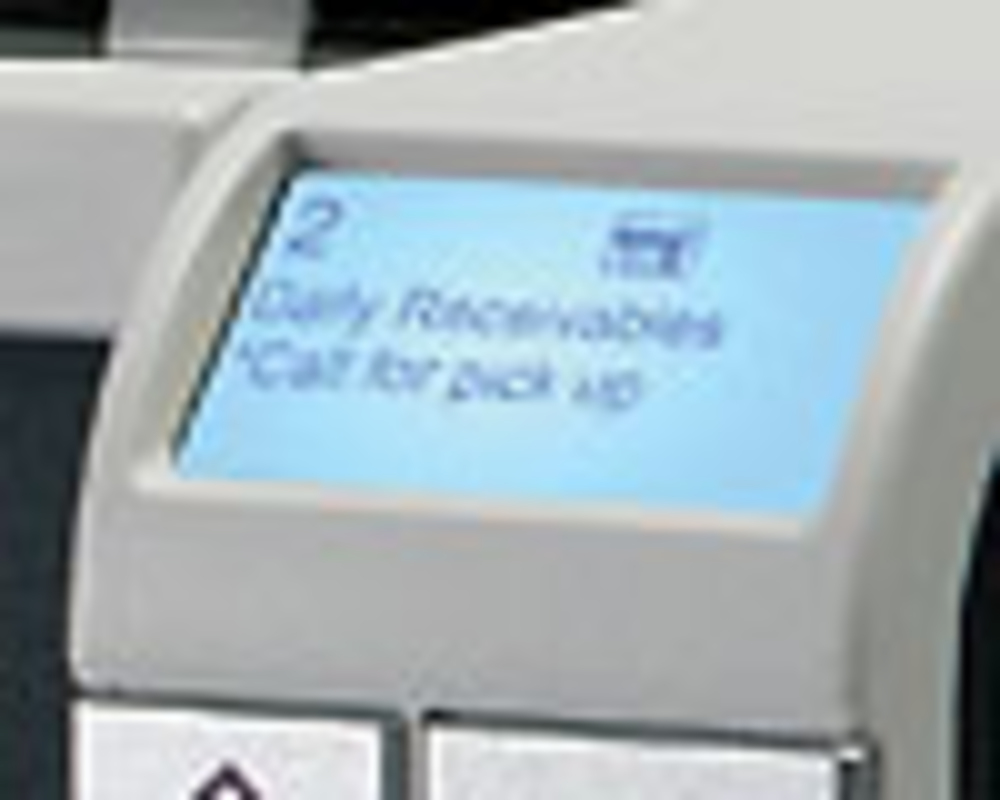 2
Daily Receivables
*Call for pick up